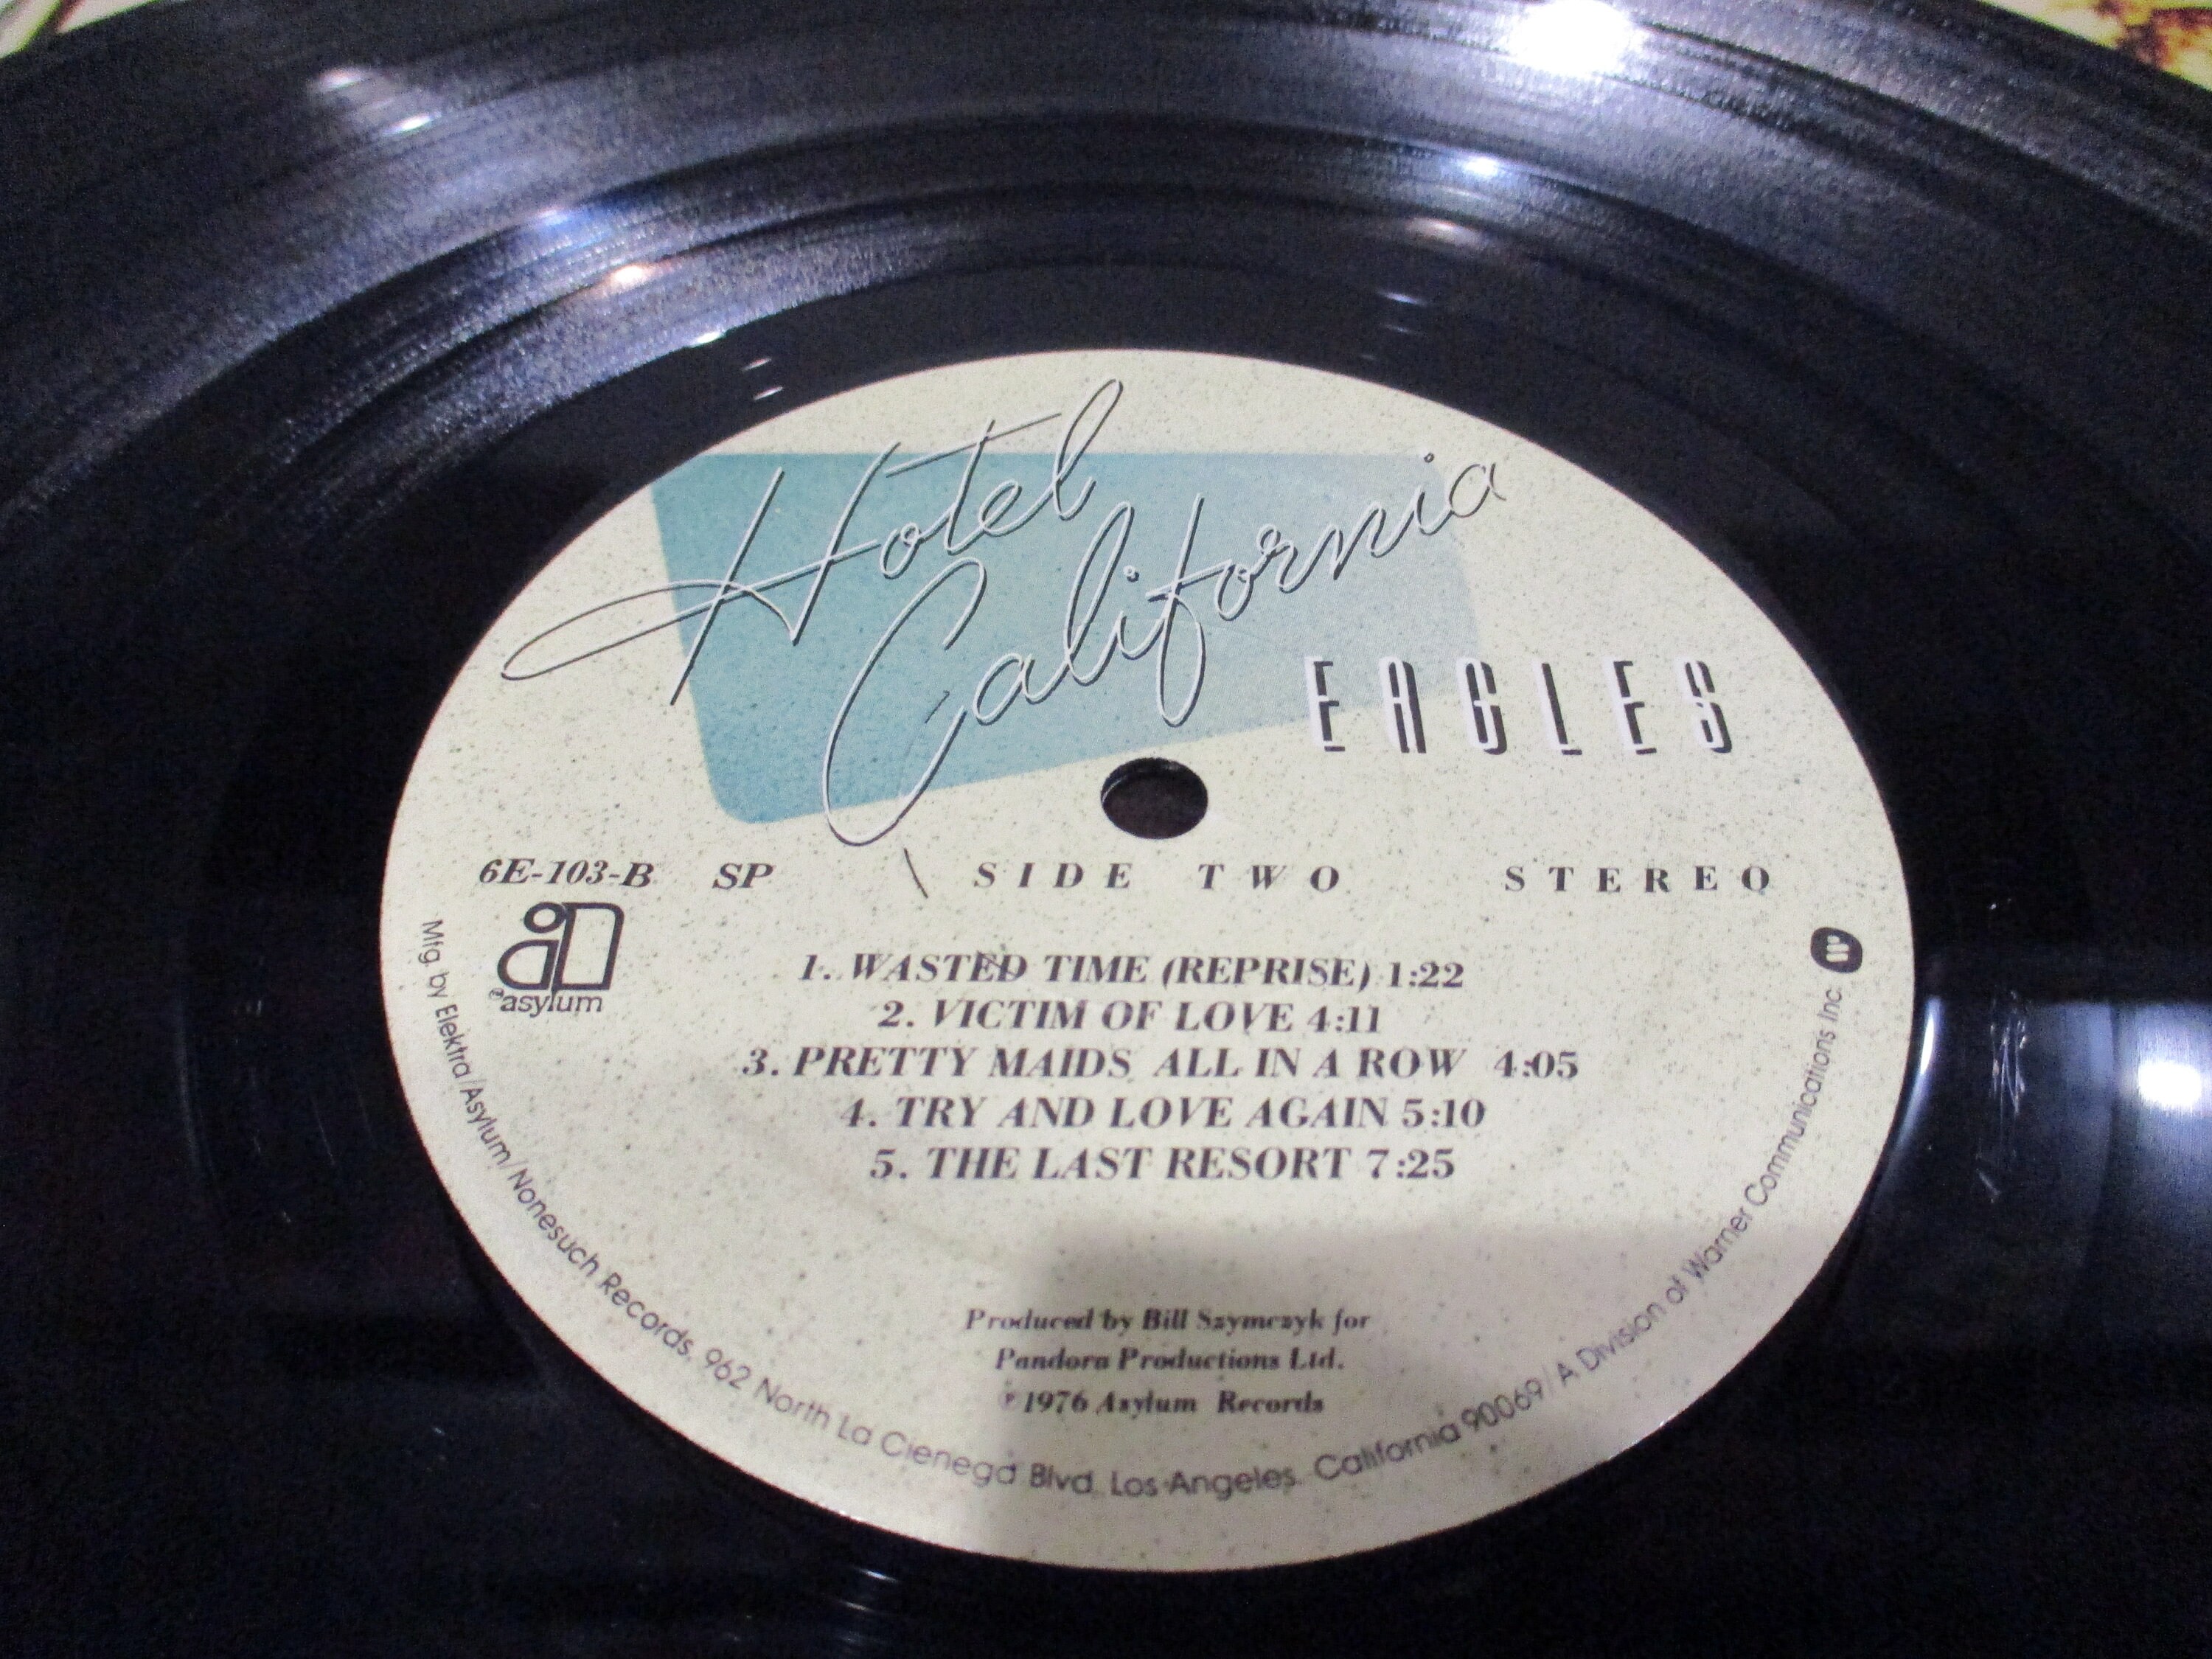 Hotel
California
EAGLES
6E-103-B SP SIDE TWO STEREO
asylum
1. WASTED TIME (REPRISE) 1:22
2. VICTIM OF LOVE 4:11
3. PRETTY MAIDS ALL IN A ROW 4:05
4. TRY AND LOVE AGAIN 5:10
5. THE LAST RESORT 7:25
Produced by Bill Szymczyk for
Pandora Productions Ltd.
℗ 1976 Asylum Records
Mfg. by Elektra/Asylum/Nonesuch Records, 962 North La Cienega Blvd. Los Angeles, California 90069/A Division of Warner Communications Inc.